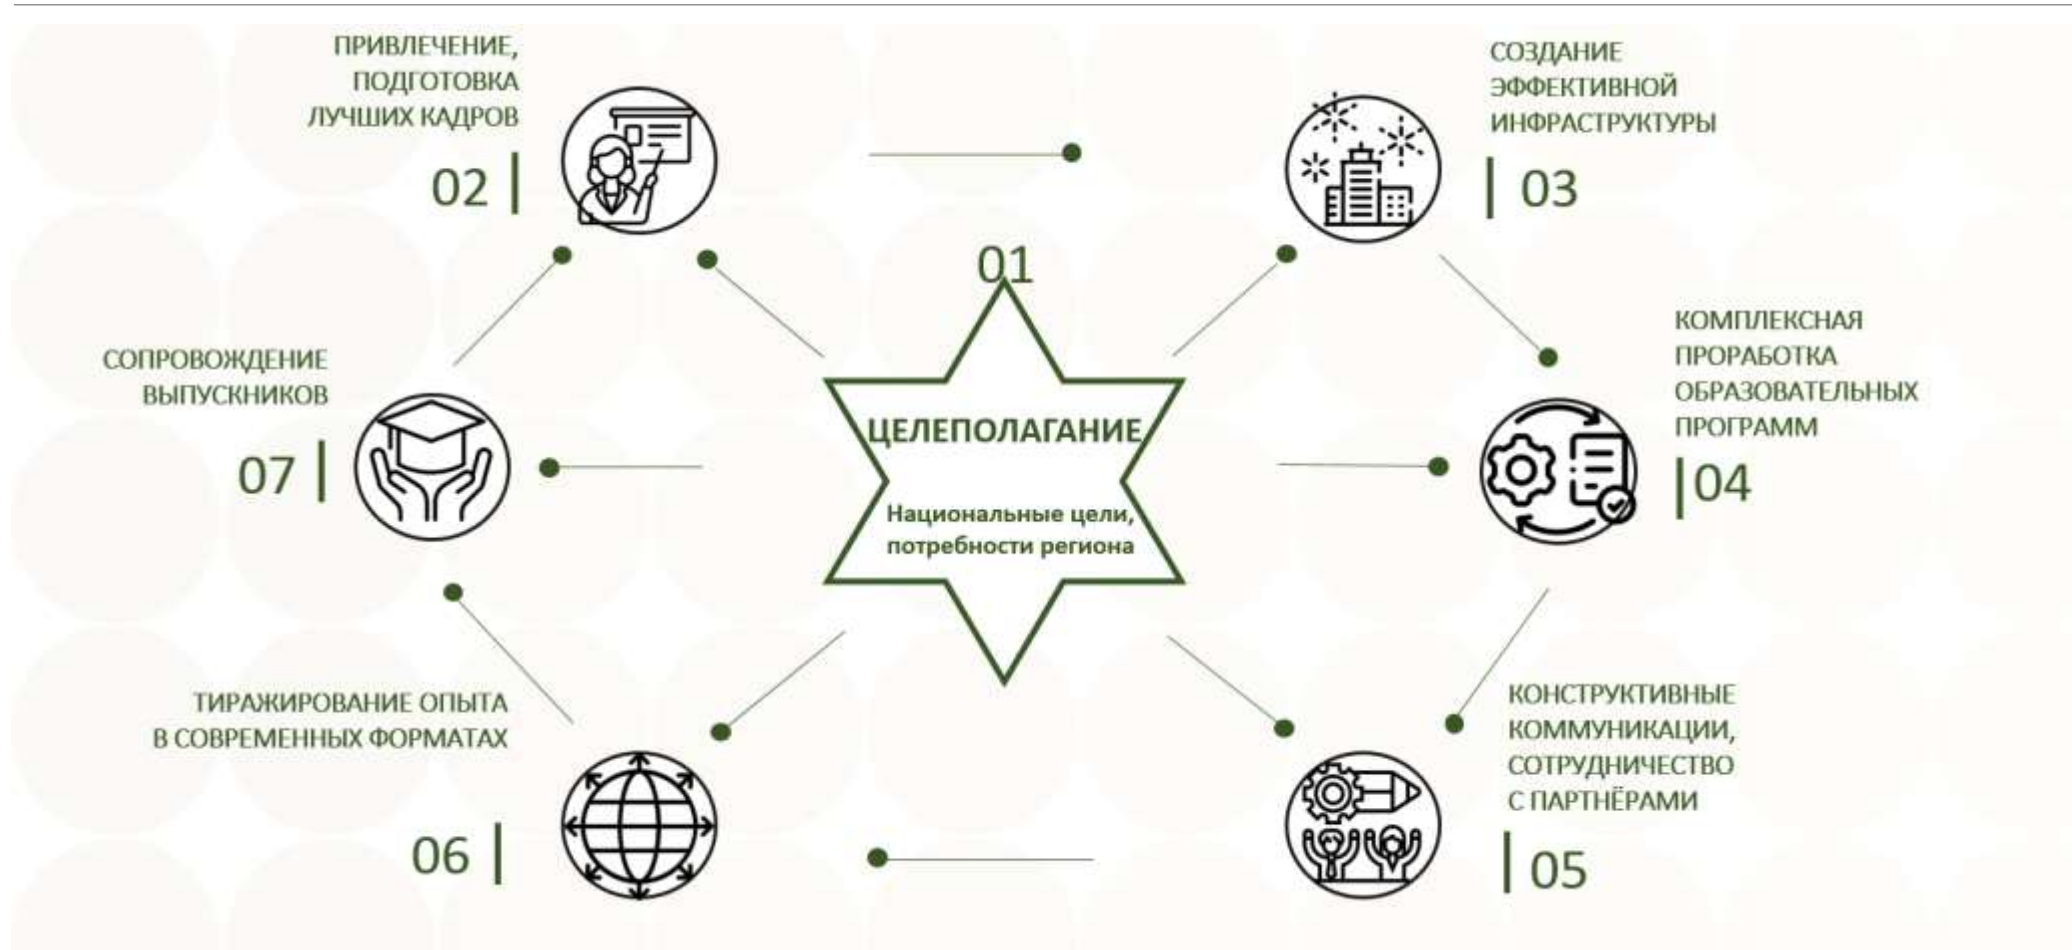 01
ЦЕЛЕПОЛАГАНИЕ
Национальные цели,
потребности региона
ПРИВЛЕЧЕНИЕ,
ПОДГОТОВКА
ЛУЧШИХ КАДРОВ
02
СОЗДАНИЕ
ЭФФЕКТИВНОЙ
ИНФРАСТРУКТУРЫ
03
КОМПЛЕКСНАЯ
ПРОРАБОТКА
ОБРАЗОВАТЕЛЬНЫХ
ПРОГРАММ
04
КОНСТРУКТИВНЫЕ
КОММУНИКАЦИИ,
СОТРУДНИЧЕСТВО
С ПАРТНЁРАМИ
05
ТИРАЖИРОВАНИЕ ОПЫТА
В СОВРЕМЕННЫХ ФОРМАТАХ
06
СОПРОВОЖДЕНИЕ
ВЫПУСКНИКОВ
07